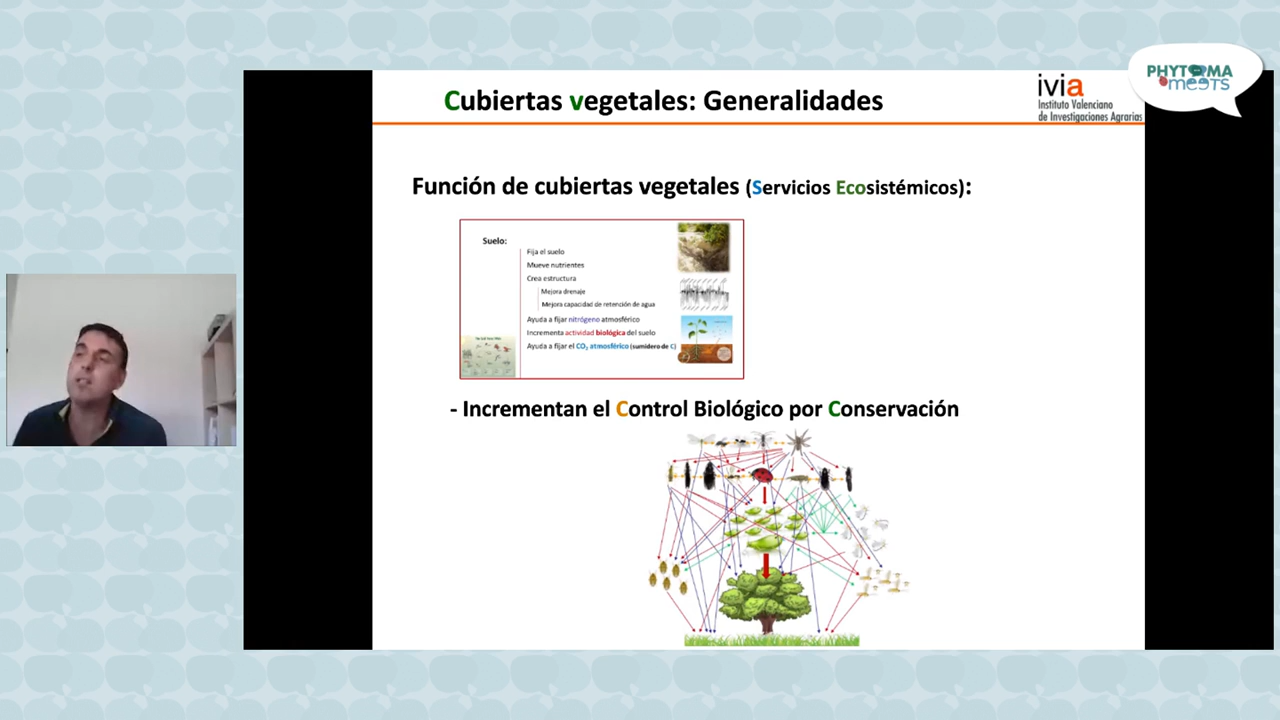 PHYTOMA
meets
Cubiertas vegetales: Generalidades
ivia
Instituto Valenciano
de Investigaciones Agrarias
Función de cubiertas vegetales (Servicios Ecosistémicos):
Suelo:
Fija el suelo
Mueve nutrientes
Crea estructura
Mejora drenaje
Mejora capacidad de retención de agua
Ayuda a fijar nitrógeno atmosférico
Incrementa actividad biológica del suelo
Ayuda a fijar el CO₂ atmosférico (sumidero de C)
- Incrementan el Control Biológico por Conservación